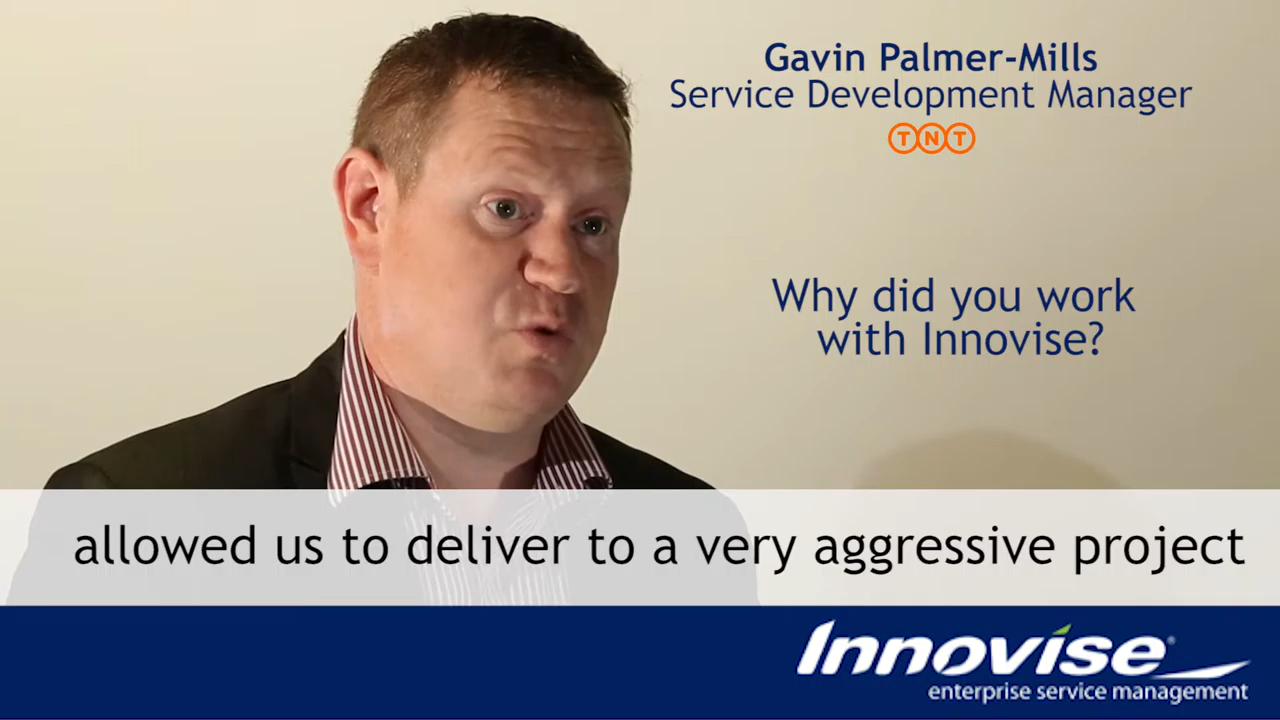 Gavin Palmer-Mills
Service Development Manager
TNT
Why did you work
with Innovise?
allowed us to deliver to a very aggressive project
Innovise®
enterprise service management